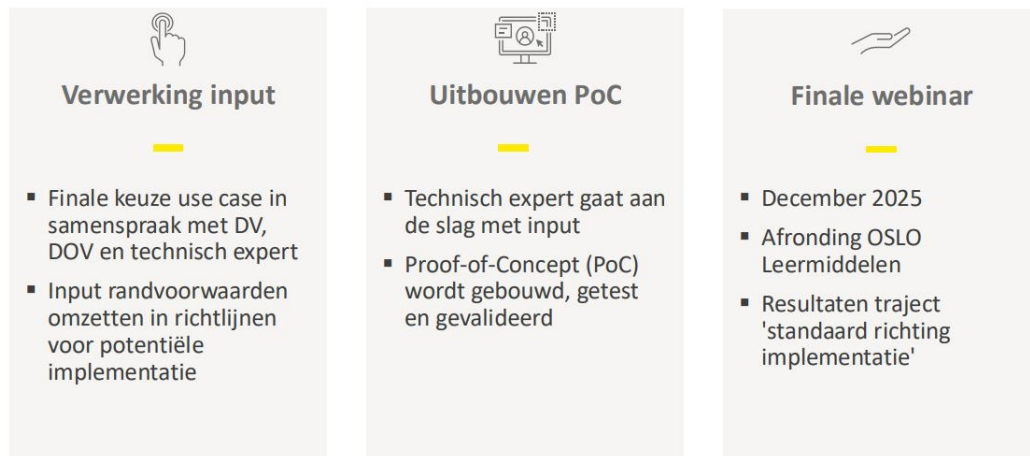 Verwerking input
▪ Finale keuze use case in
samenspraak met DV,
DOV en technisch expert
▪ Input randvoorwaarden
omzetten in richtlijnen
voor potentiële
implementatie
Uitbouwen PoC
▪ Technisch expert gaat aan
de slag met input
▪ Proof-of-Concept (PoC)
wordt gebouwd, getest
en gevalideerd
Finale webinar
▪ December 2025
▪ Afronding OSLO
Leermiddelen
▪ Resultaten traject
'standaard richting
implementatie'